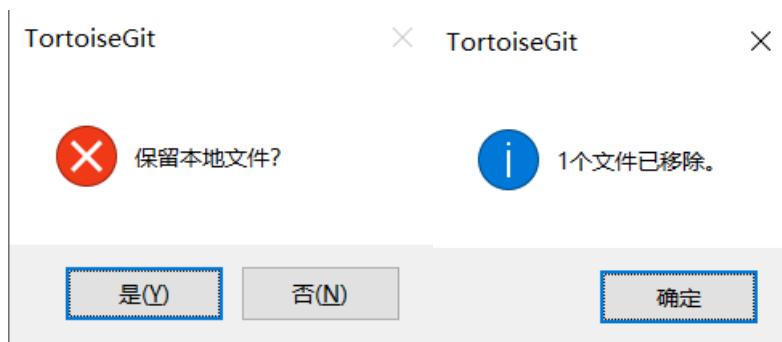 TortoiseGit
保留本地文件?
是(Y)
否(N)
TortoiseGit
1个文件已移除。
确定